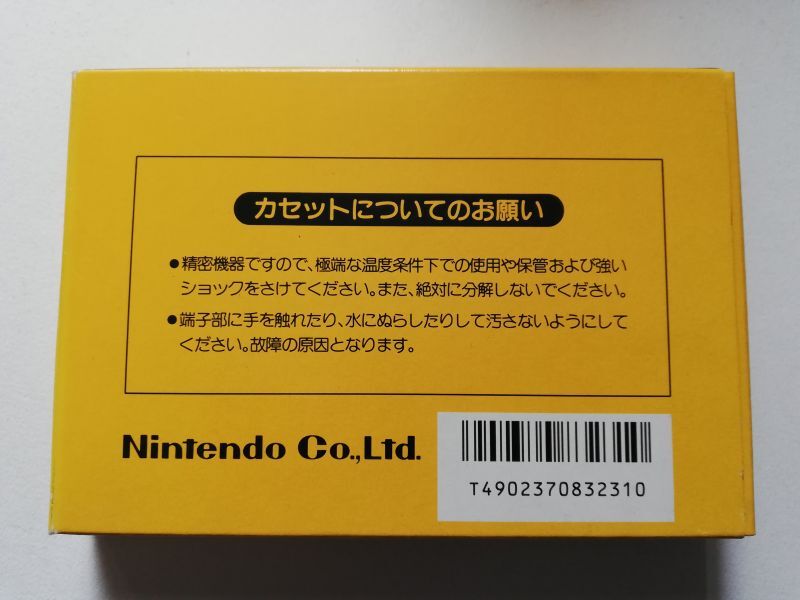 カセットについてのお願い
●精密機器ですので、極端な温度条件下での使用や保管および強い
ショックをさけてください。また、絶対に分解しないでください。
●端子部に手を触れたり、水にぬらしたりして汚さないようにして
ください。故障の原因となります。
Nintendo Co.,Ltd.
T4902370832310